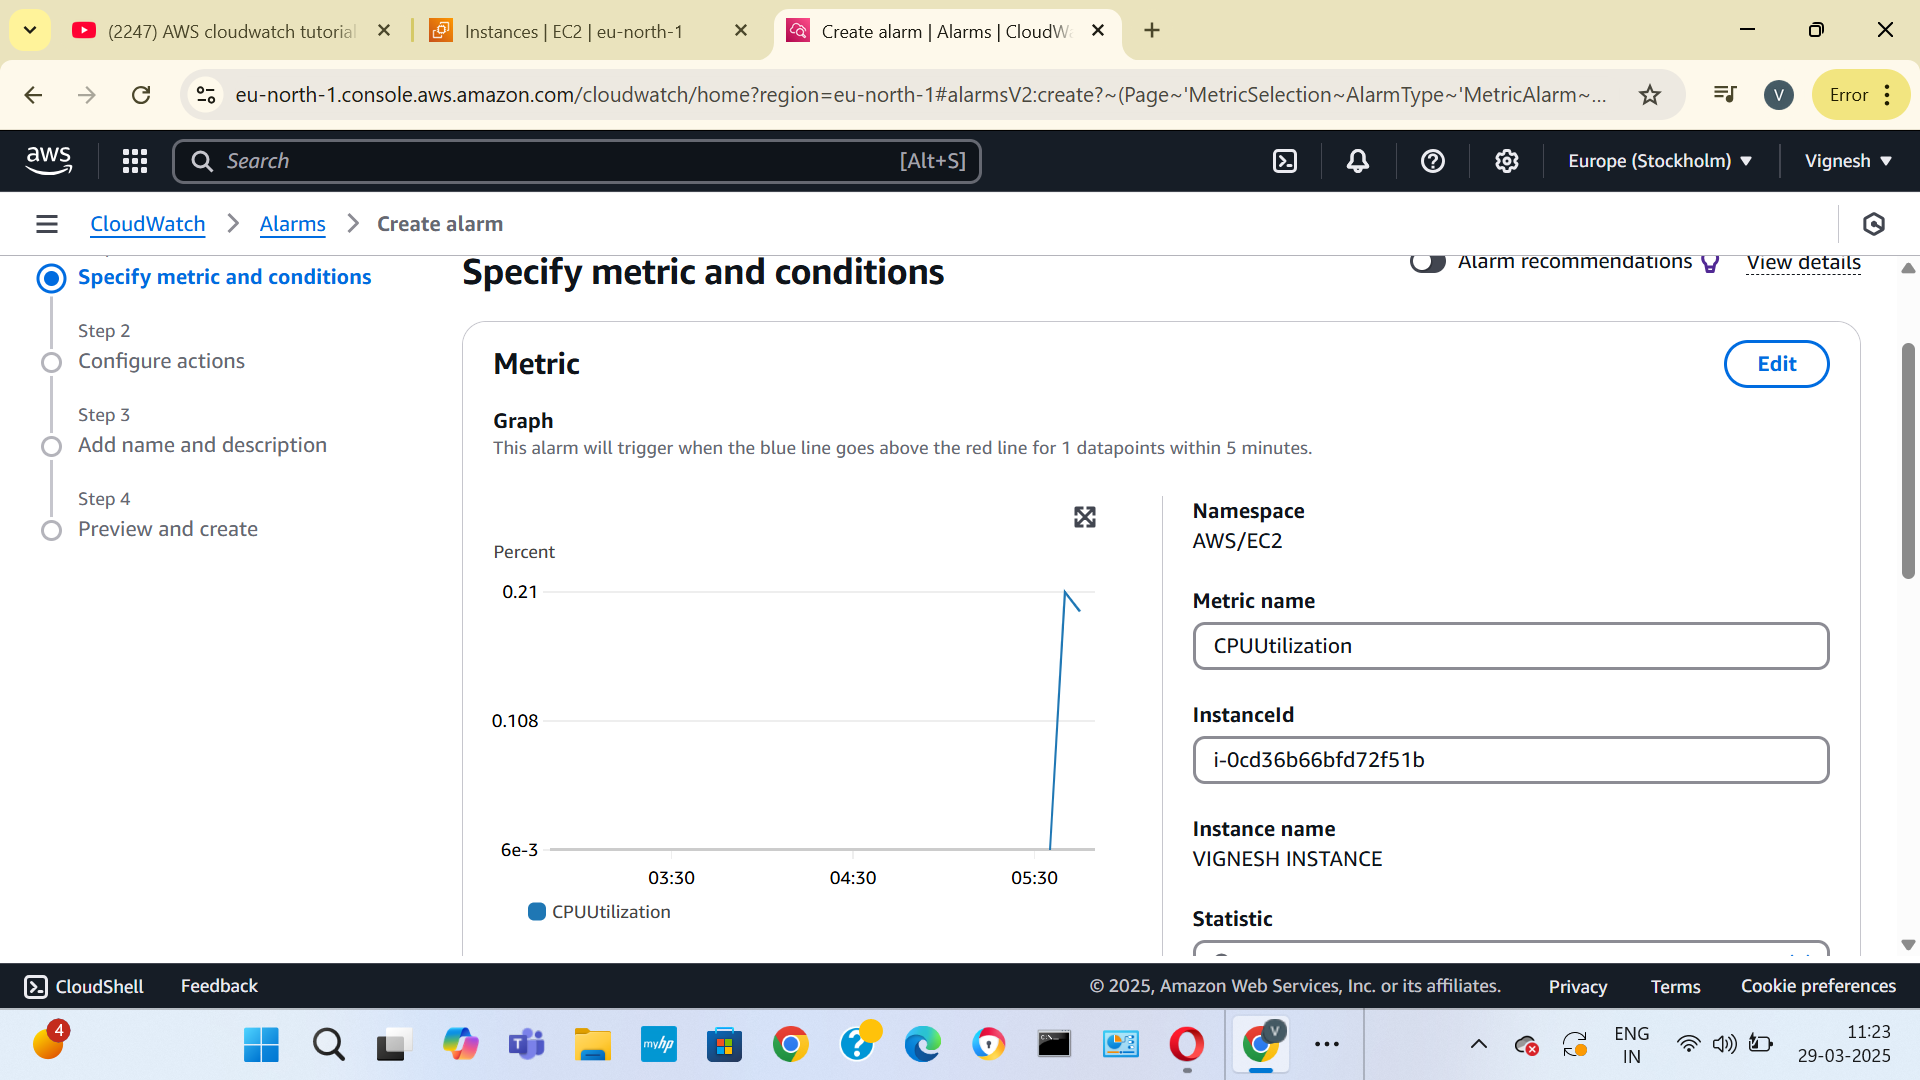 (2247) AWS cloudwatch tutorial
Instances | EC2 | eu-north-1
Create alarm | Alarms | CloudWa
eu-north-1.console.aws.amazon.com/cloudwatch/home?region=eu-north-1#alarmsV2:create?~(Page~'MetricSelection~AlarmType~'MetricAlarm~...
V
Error
aws
Search
[Alt+S]
Europe (Stockholm)
Vignesh
CloudWatch
Alarms
Create alarm
Specify metric and conditions
Step 2
Configure actions
Step 3
Add name and description
Step 4
Preview and create
Specify metric and conditions
Alarm recommendations
View details
Metric
Edit
Graph
This alarm will trigger when the blue line goes above the red line for 1 datapoints within 5 minutes.
Percent
0.21
0.108
6e-3
03:30
04:30
05:30
CPUUtilization
Namespace
AWS/EC2
Metric name
CPUUtilization
InstanceId
i-0cd36b66bfd72f51b
Instance name
VIGNESH INSTANCE
Statistic
CloudShell
Feedback
© 2025, Amazon Web Services, Inc. or its affiliates.
Privacy
Terms
Cookie preferences
4
myhp
V
ENG
IN
11:23
29-03-2025